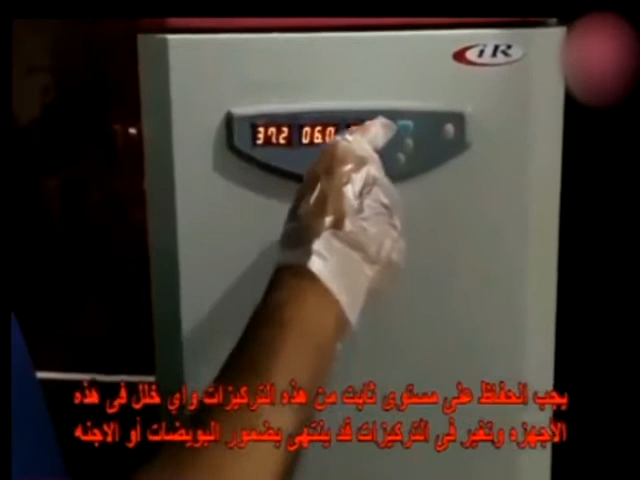 iR
37.2 06.0
يجب الحفاظ على مستوى ثابت من هذه التركيزات واي خلل فى هذه
الأجهزه وتغير فى التركيزات قد ينتهى بضمور البويضات أو الاجنه